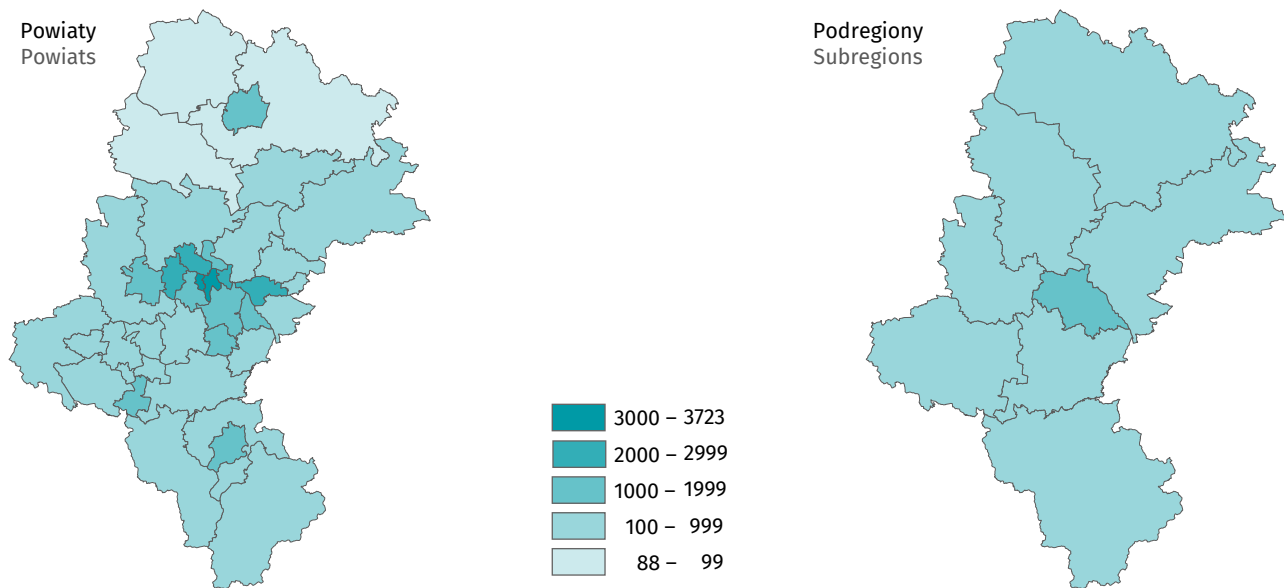 Powiaty
Powiats
Podregiony
Subregions
3000 – 3723
2000 – 2999
1000 – 1999
100 – 999
88 – 99